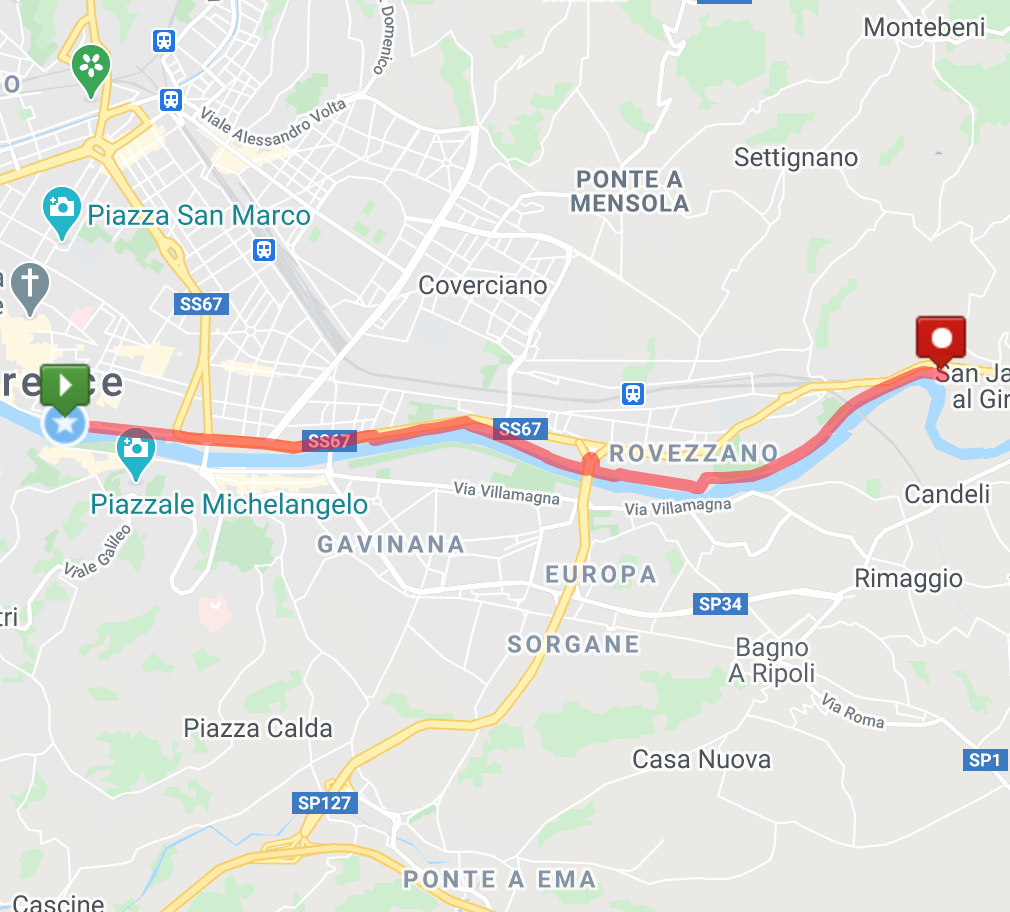 Montebeni
Domenico
O
Viale Alessandro Volta
Settignano
PONTE A
MENSOLA
Piazza San Marco
Coverciano
a
e
SS67
rence
San Ja
al Gir
SS67
SS67
ROVEZZANO
Piazzale Michelangelo
Via Villamagna
Via Villamagna
Candeli
GAVINANA
Viale Galileo
EUROPA
Rimaggio
SP34
tri
SORGANE
Bagno
A Ripoli
Via Roma
Piazza Calda
Casa Nuova
SP1
SP127
PONTE A EMA
Cascine